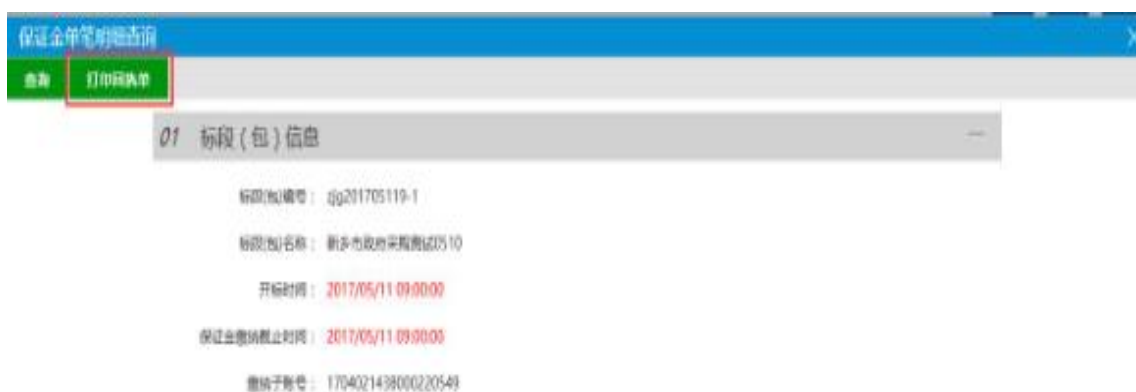 保证金单笔明细查询
查询 打印回执单
01 标段(包)信息
标段(包)编号: zjg201705119-1
标段(包)名称: 新乡市政府采购测试0510
开标时间: 2017/05/11 09:00:00
保证金缴纳截止时间: 2017/05/11 09:00:00
缴纳子账号: 1704021438000220549